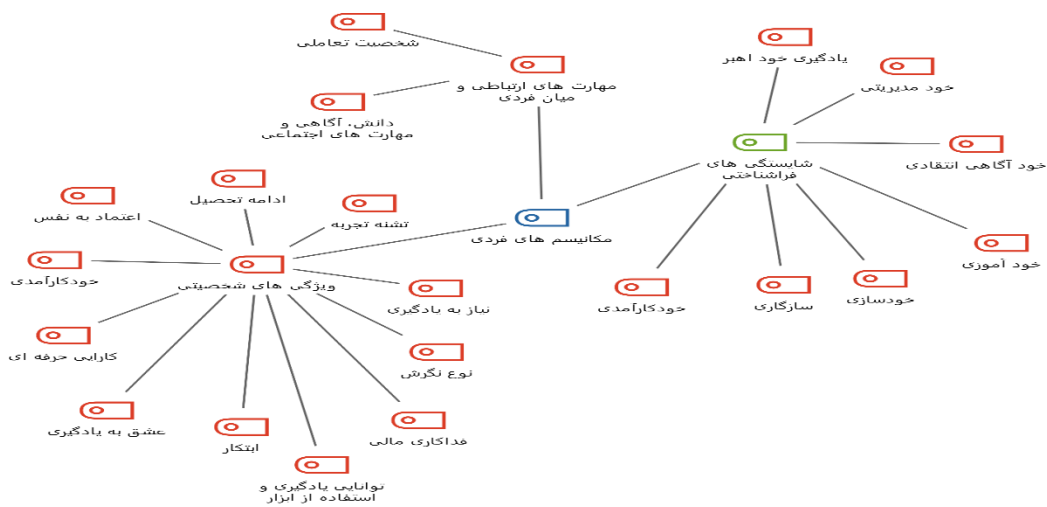 شخصیت تعاملی
یادگیری خود اهبر
مهارت های ارتباطی و
میان فردی
خود مدیریتی
دانش، آگاهی و
مهارت های اجتماعی
شایستگی های
فراشناختی
خود آگاهی انتقادی
ادامه تحصیل
اعتماد به نفس
تشنه تجربه
مکانیسم های فردی
خود آموزی
خودکارآمدی
ویژگی های شخصیتی
نیاز به یادگیری
خودکارآمدی
سازگاری
خودسازی
کارایی حرفه ای
نوع نگرش
عشق به یادگیری
ابتکار
فداکاری مالی
توانایی یادگیری و
استفاده از ابزار